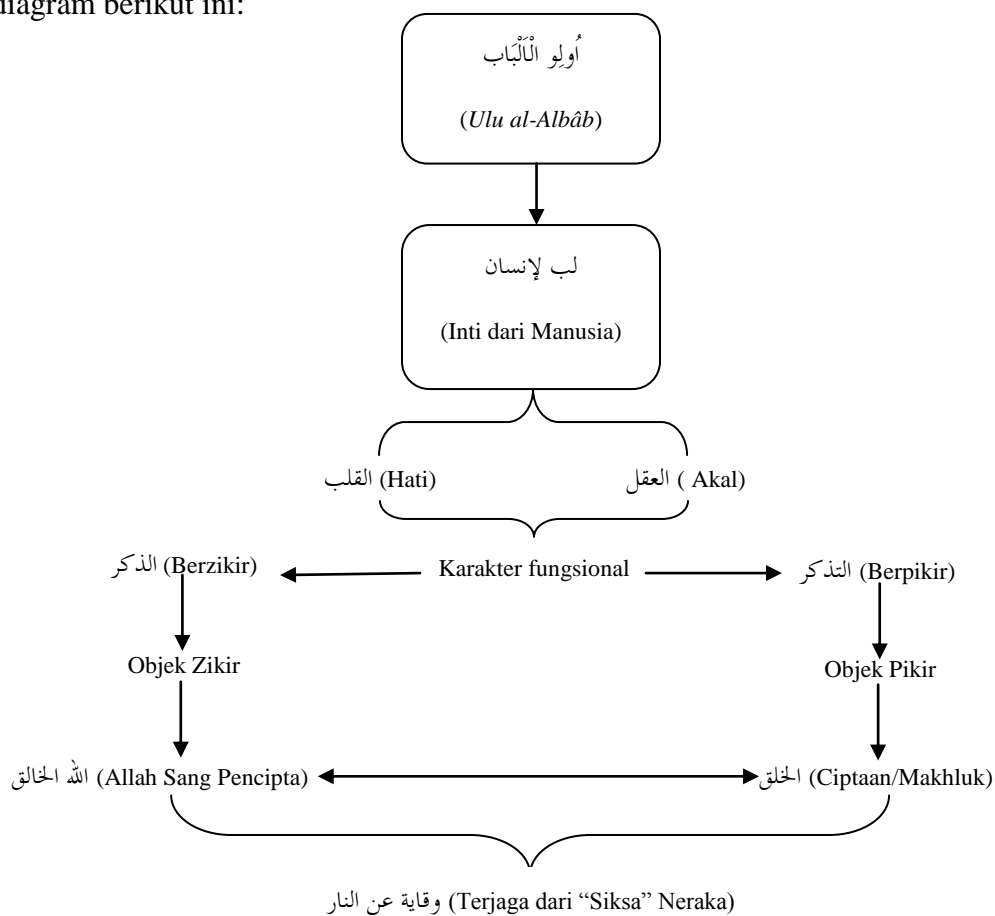 diagram berikut ini:
اُولِو الْاَلْبَاب
(Ulu al-Albâb)
لب لإنسان
(Inti dari Manusia)
القلب (Hati)
العقل ( Akal)
الذكر (Berzikir)
Karakter fungsional
التذكر (Berpikir)
Objek Zikir
Objek Pikir
الله الخالق (Allah Sang Pencipta)
الخلق (Ciptaan/Makhluk)
وقاية عن النار (Terjaga dari “Siksa” Neraka)